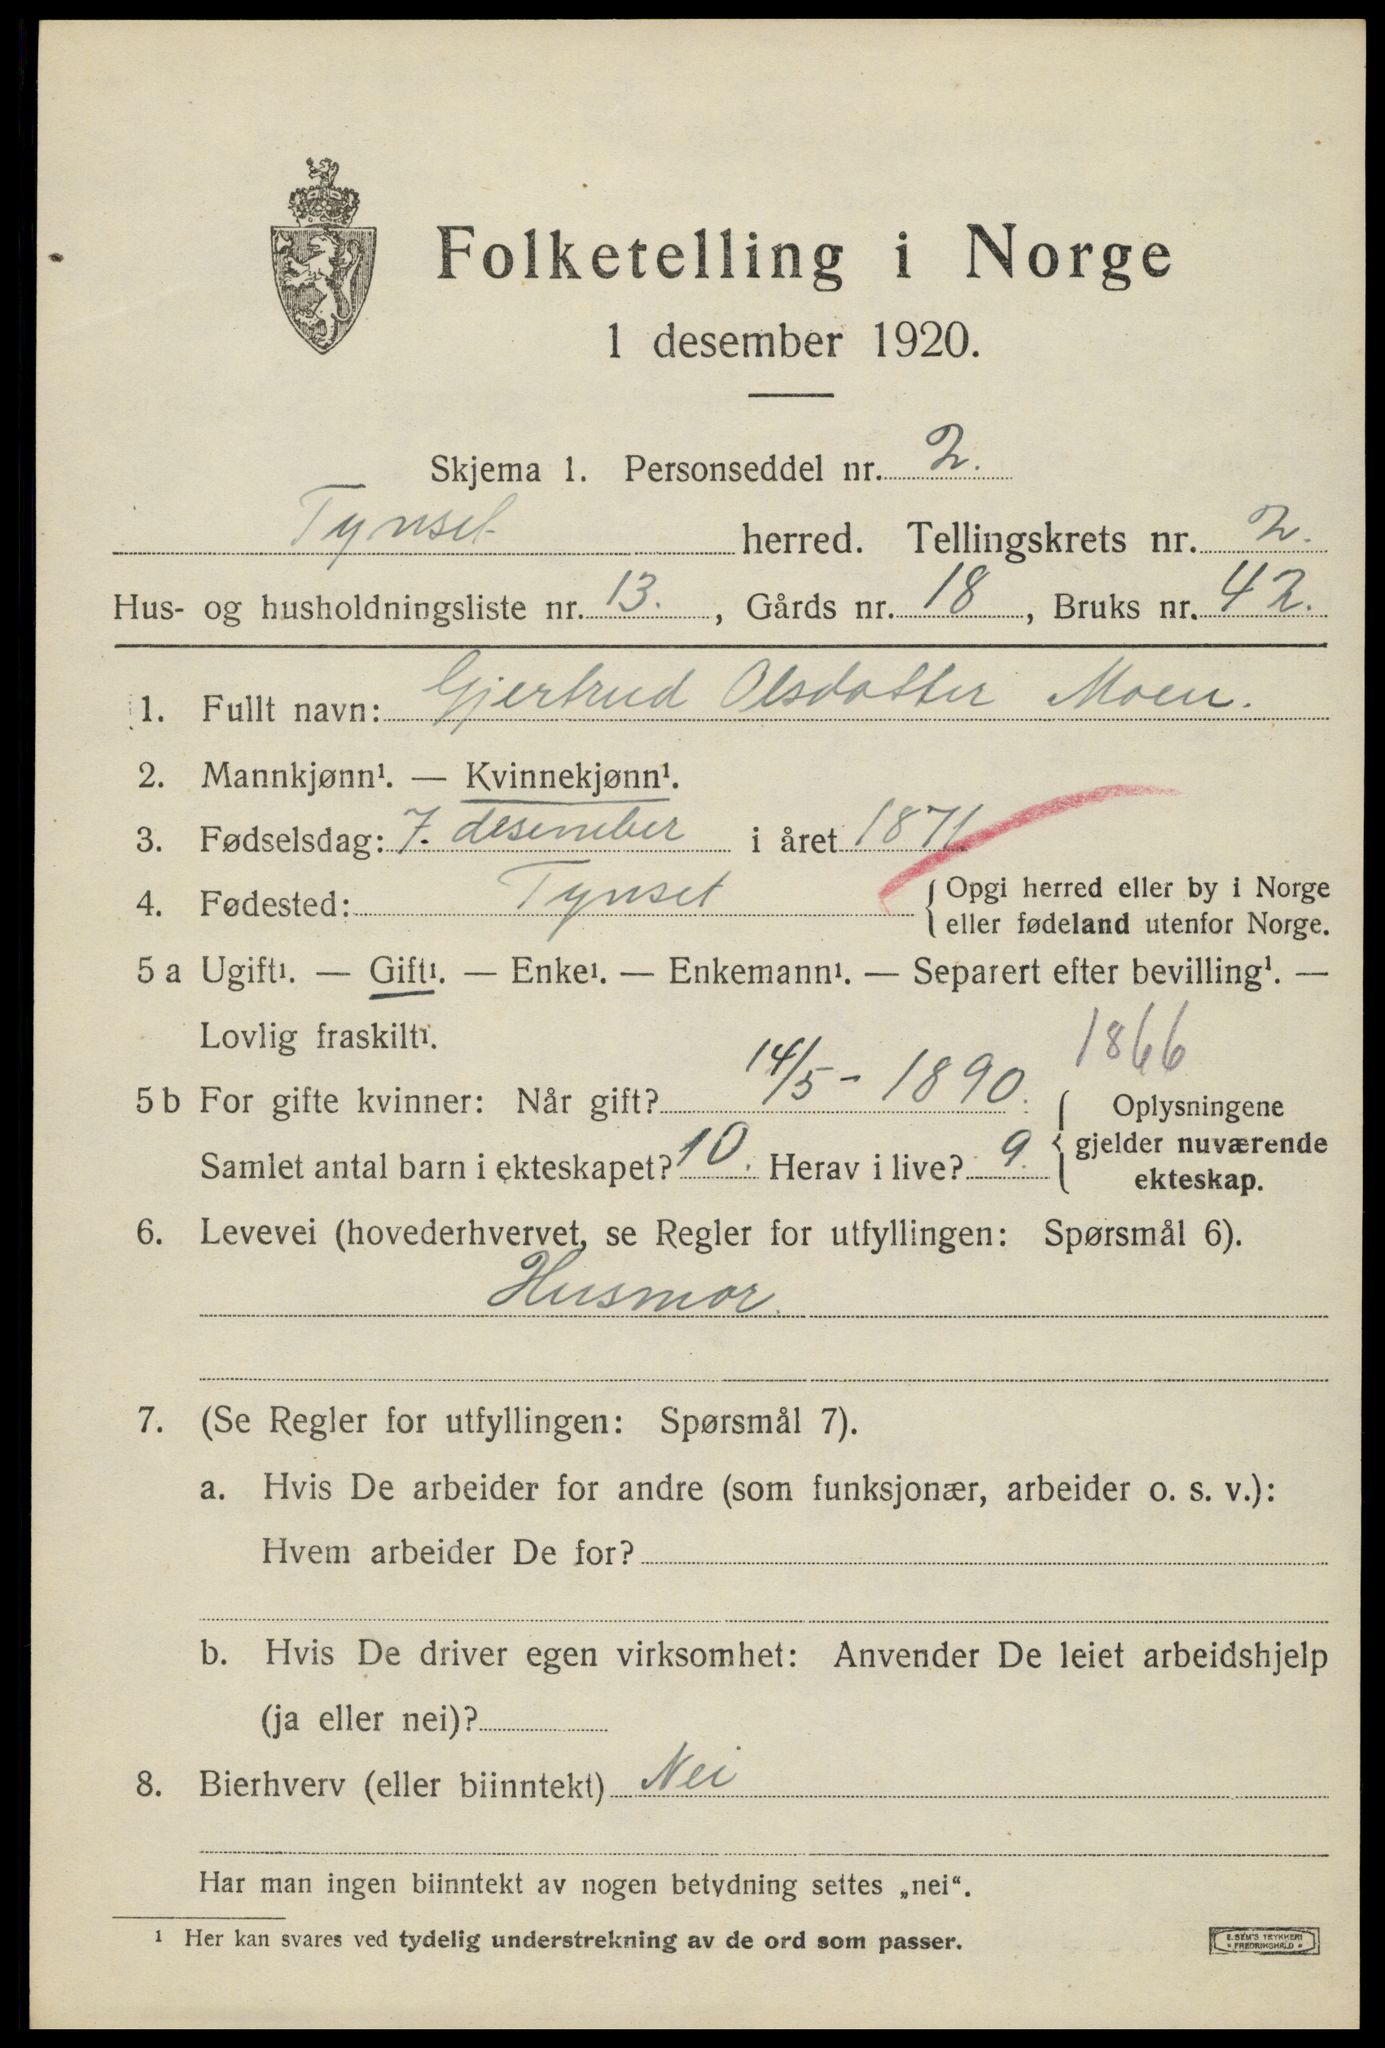 Folketelling i Norge
1 desember 1920.
Skjema 1. Personseddel nr. 2.
Tynset herred. Tellingskrets nr. 2.
Hus- og husholdningsliste nr. 13. , Gårds nr. 18 , Bruks nr. 42.
1. Fullt navn: Gjertrud Olsdatter Moen.
2. Mannkjønn¹. — Kvinnekjønn¹.
3. Fødselsdag: 7. desember i året 1871.
4. Fødested: Tynset { Opgi herred eller by i Norge
eller fødeland utenfor Norge.
5 a Ugift¹. — Gift¹. — Enke¹. — Enkemann¹. — Separert efter bevilling¹. —
Lovlig fraskilt¹.
1866
5 b For gifte kvinner: Når gift? 14/5 - 1890. { Oplysningene
gjelder nuværende
Samlet antal barn i ekteskapet? 10. Herav i live? 9.
ekteskap.
6. Levevei (hovederhvervet, se Regler for utfyllingen: Spørsmål 6).
Husmor.
7. (Se Regler for utfyllingen: Spørsmål 7).
a. Hvis De arbeider for andre (som funksjonær, arbeider o. s. v.):
Hvem arbeider De for?
b. Hvis De driver egen virksomhet: Anvender De leiet arbeidshjelp
(ja eller nei)?
8. Bierhverv (eller biinntekt) Nei
Har man ingen biinntekt av nogen betydning settes „nei“.
¹ Her kan svares ved tydelig understrekning av de ord som passer.
E. SEM'S TRYKKERI
FREDRIKSHALD